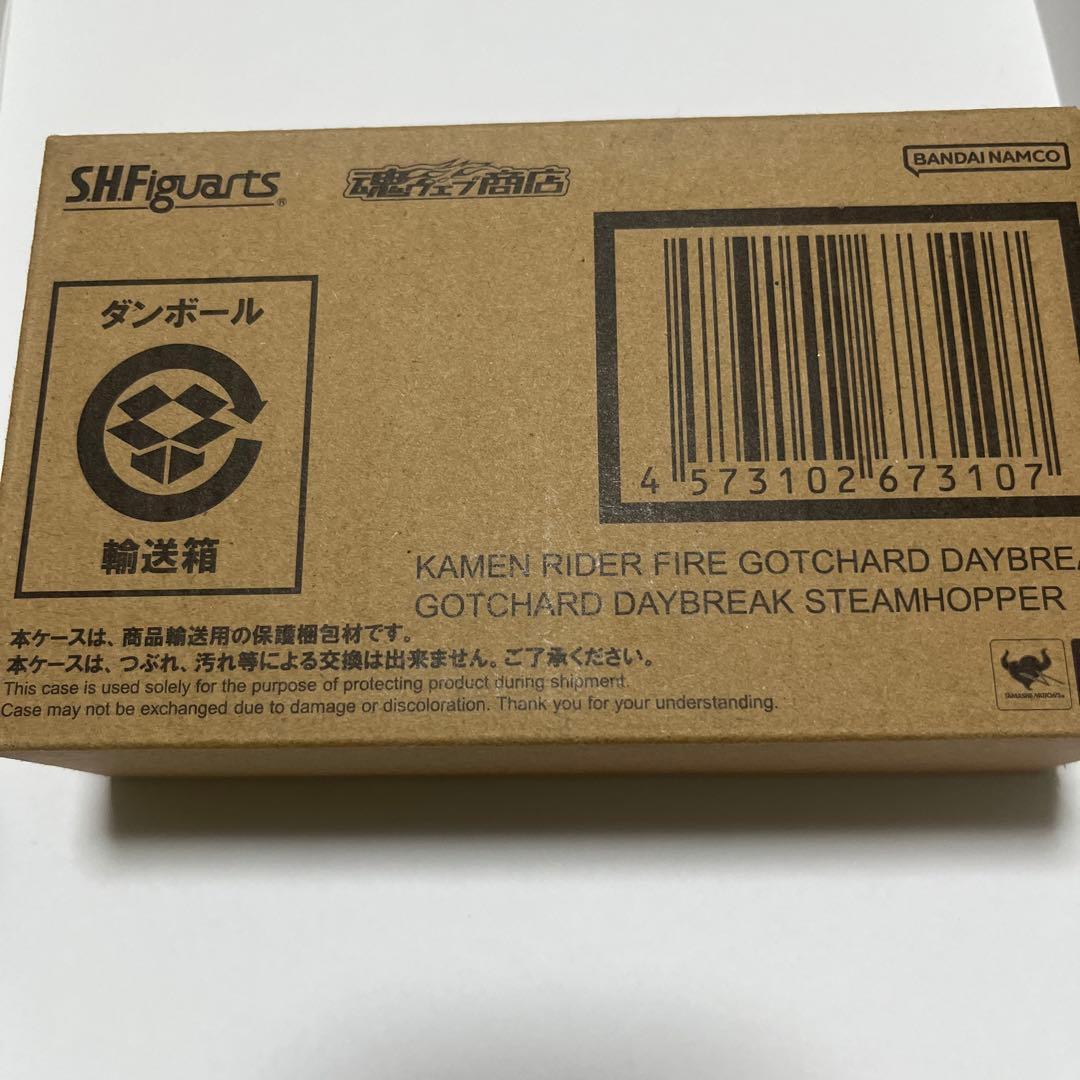 S.H.Figuarts®
魂ウェブ商店
BANDAI NAMCO
ダンボール
輸送箱
4 573102 673107
KAMEN RIDER FIRE GOTCHARD DAYBREA
GOTCHARD DAYBREAK STEAMHOPPER
本ケースは、商品輸送用の保護梱包材です。
本ケースは、つぶれ、汚れ等による交換は出来ません。ご了承ください。
This case is used solely for the purpose of protecting product during shipment.
Case may not be exchanged due to damage or discoloration. Thank you for your understanding.
TAMASHII NATIONS